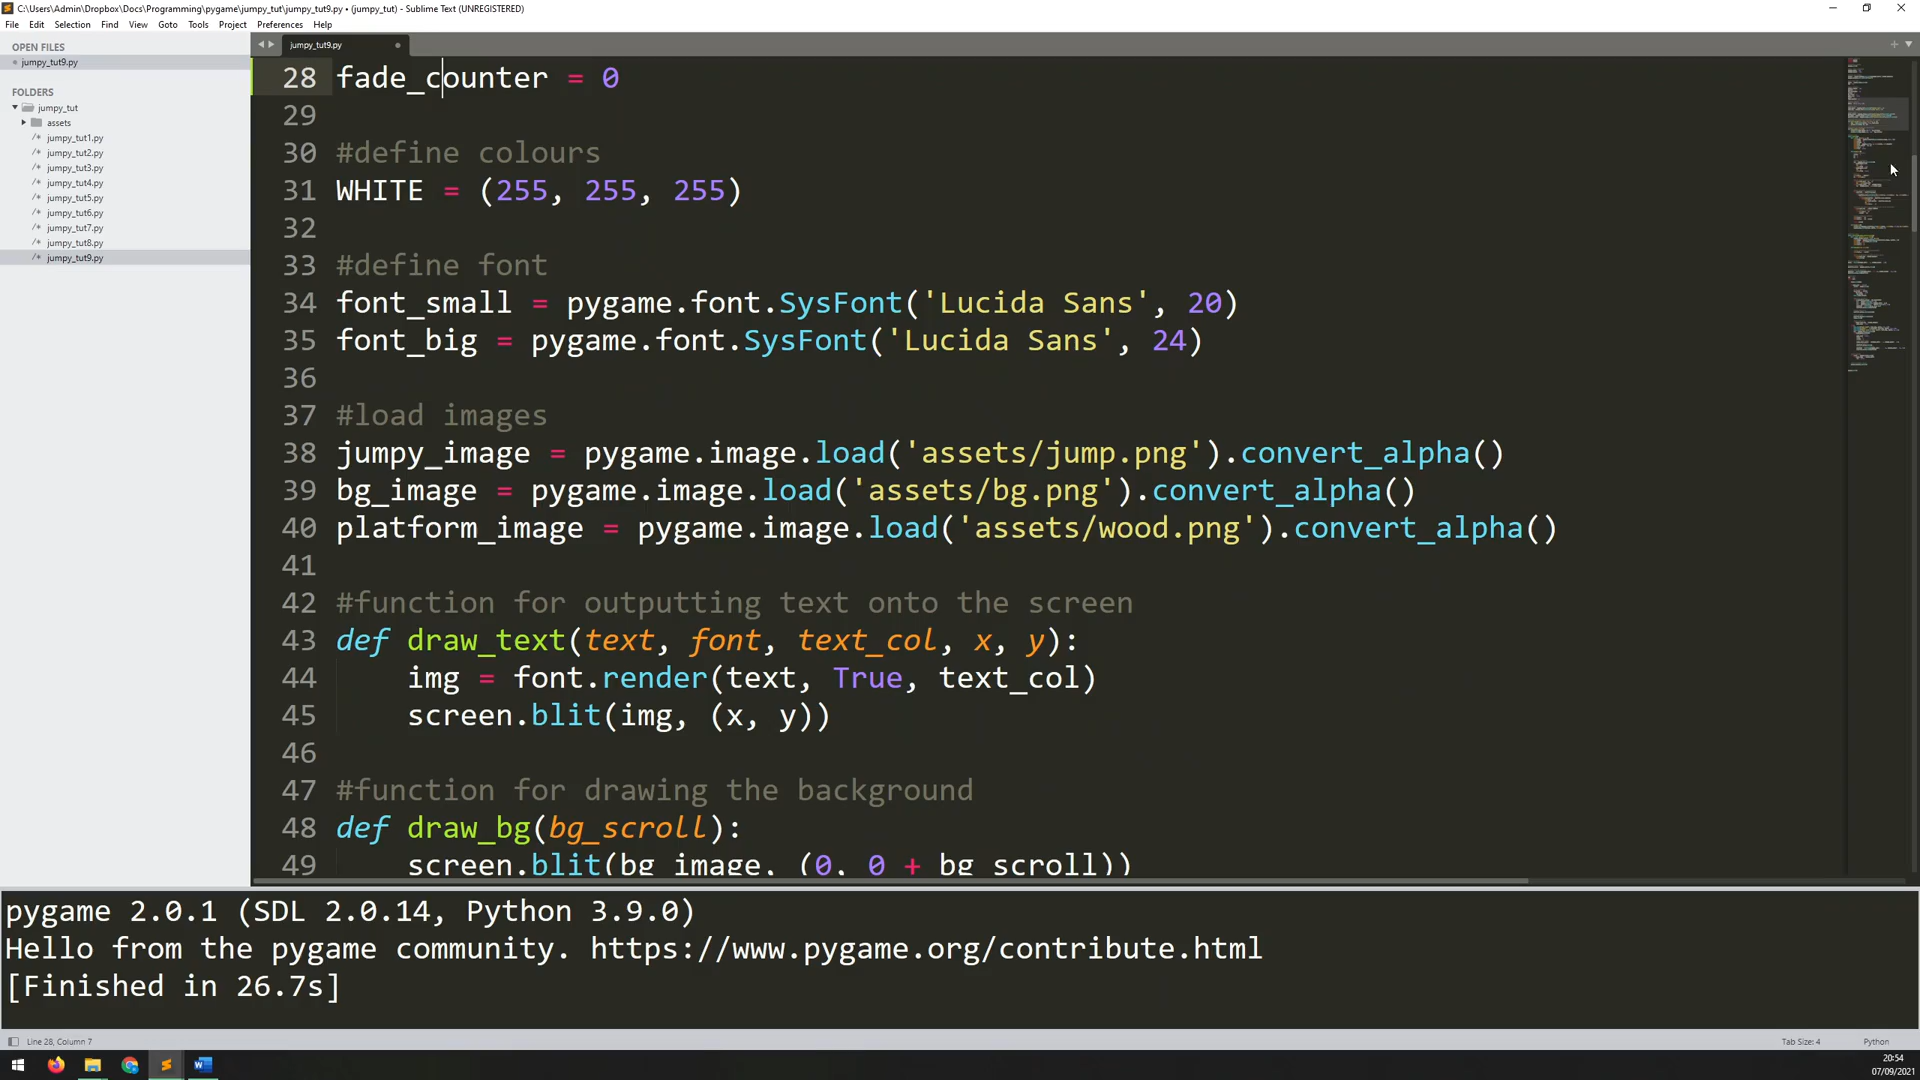 C:\Users\Admin\Dropbox\Docs\Programming\pygame\jumpy_tut\jumpy_tut9.py • (jumpy_tut) - Sublime Text (UNREGISTERED)
File Edit Selection Find View Goto Tools Project Preferences Help
OPEN FILES
jumpy_tut9.py
FOLDERS
jumpy_tut
assets
/* jumpy_tut1.py
/* jumpy_tut2.py
/* jumpy_tut3.py
/* jumpy_tut4.py
/* jumpy_tut5.py
/* jumpy_tut6.py
/* jumpy_tut7.py
/* jumpy_tut8.py
/* jumpy_tut9.py
jumpy_tut9.py
28 fade_counter = 0
29
30 #define colours
31 WHITE = (255, 255, 255)
32
33 #define font
34 font_small = pygame.font.SysFont('Lucida Sans', 20)
35 font_big = pygame.font.SysFont('Lucida Sans', 24)
36
37 #load images
38 jumpy_image = pygame.image.load('assets/jump.png').convert_alpha()
39 bg_image = pygame.image.load('assets/bg.png').convert_alpha()
40 platform_image = pygame.image.load('assets/wood.png').convert_alpha()
41
42 #function for outputting text onto the screen
43 def draw_text(text, font, text_col, x, y):
44 img = font.render(text, True, text_col)
45 screen.blit(img, (x, y))
46
47 #function for drawing the background
48 def draw_bg(bg_scroll):
49 screen.blit(bg_image, (0, 0 + bg_scroll))
pygame 2.0.1 (SDL 2.0.14, Python 3.9.0)
Hello from the pygame community. https://www.pygame.org/contribute.html
[Finished in 26.7s]
Line 28, Column 7
Tab Size: 4
Python
20:54
07/09/2021